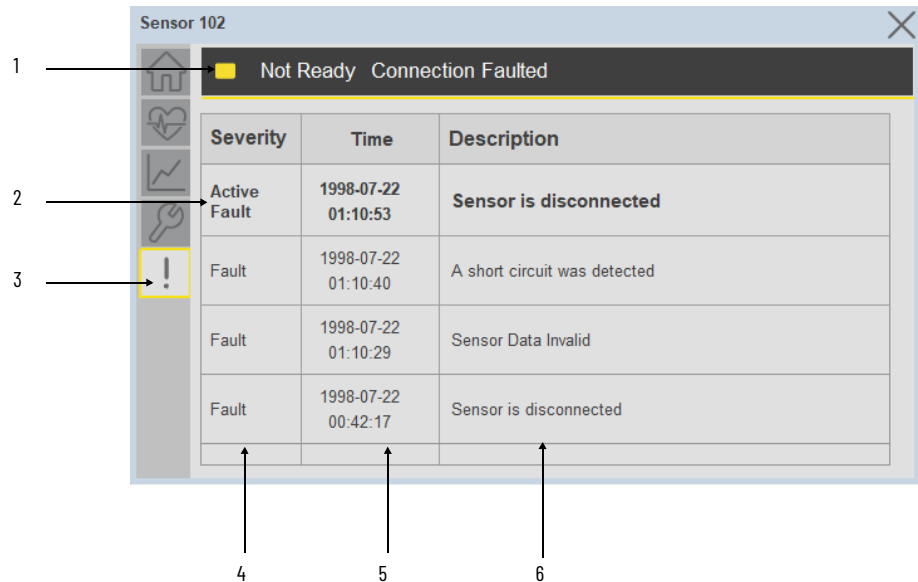 Sensor 102
1
Not Ready Connection Faulted
Severity Time Description
2
Active
Fault
1998-07-22
01:10:53
Sensor is disconnected
3
!
Fault
1998-07-22
01:10:40
A short circuit was detected
Fault
1998-07-22
01:10:29
Sensor Data Invalid
Fault
1998-07-22
00:42:17
Sensor is disconnected
4 5 6